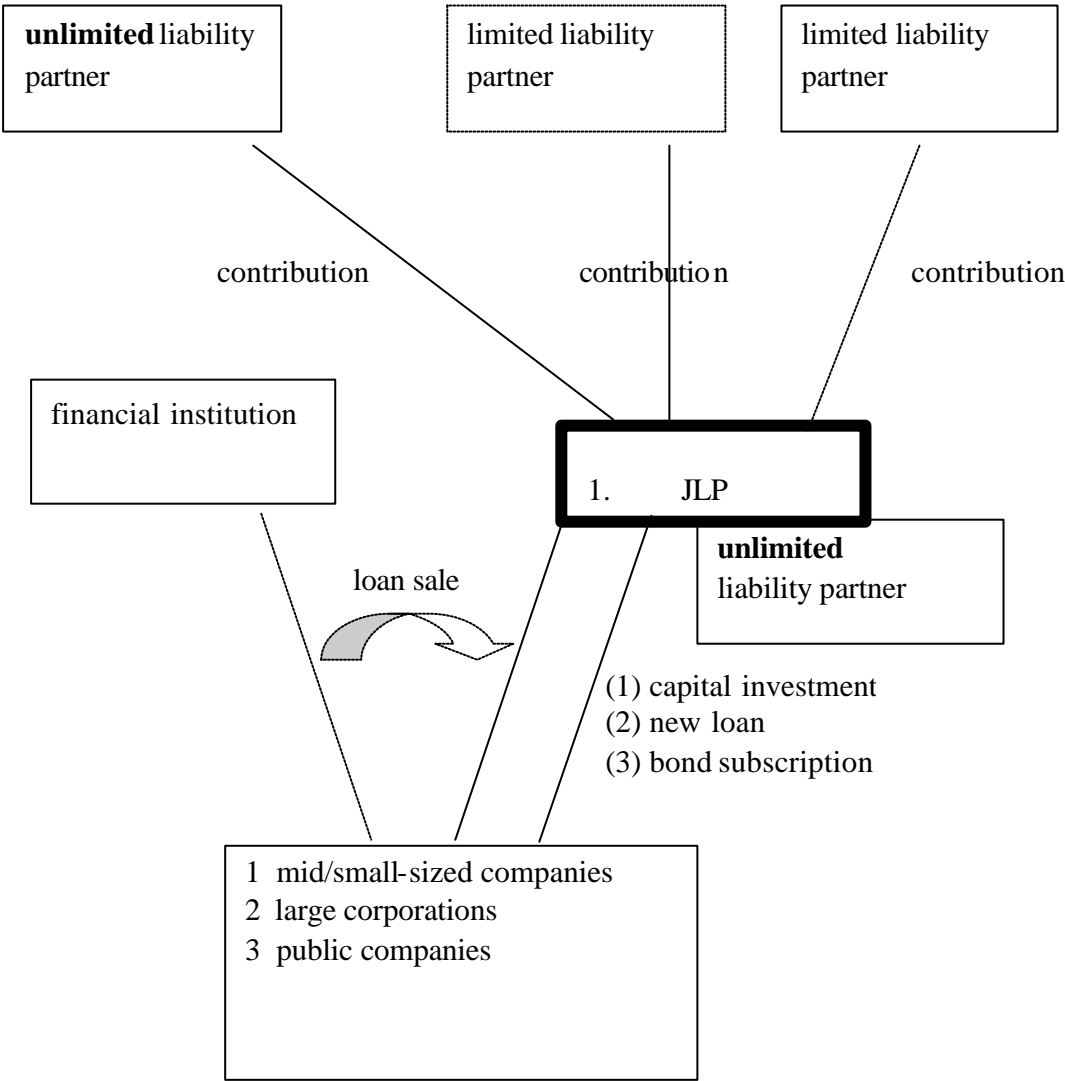 unlimited liability
partner
limited liability
partner
limited liability
partner
contribution
contribution
contribution
financial institution
1. JLP
unlimited
liability partner
loan sale
(1) capital investment
(2) new loan
(3) bond subscription
1 mid/small-sized companies
2 large corporations
3 public companies